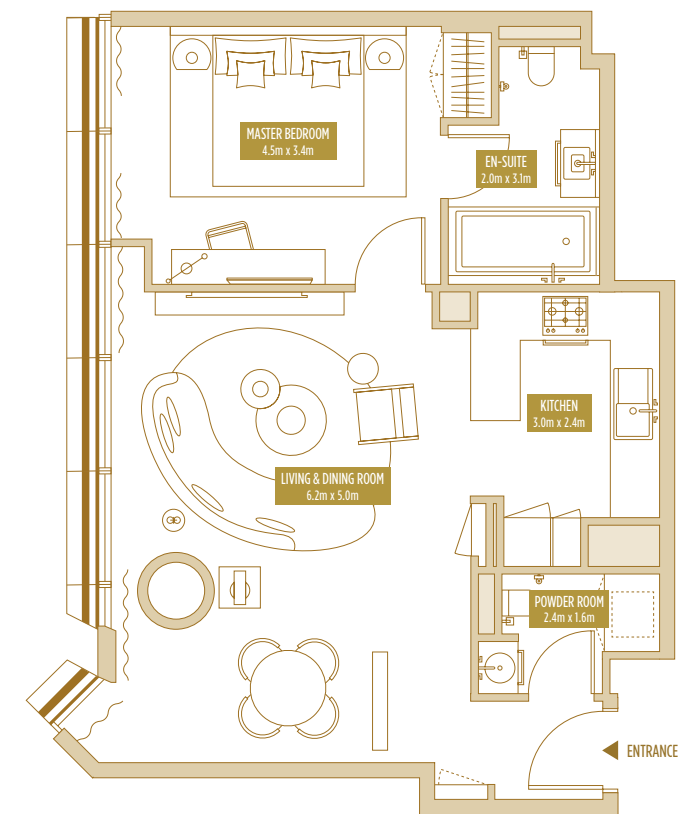 MASTER BEDROOM
4.5m x 3.4m
EN-SUITE
2.0m x 3.1m
KITCHEN
3.0m x 2.4m
LIVING & DINING ROOM
6.2m x 5.0m
POWDER ROOM
2.4m x 1.6m
ENTRANCE